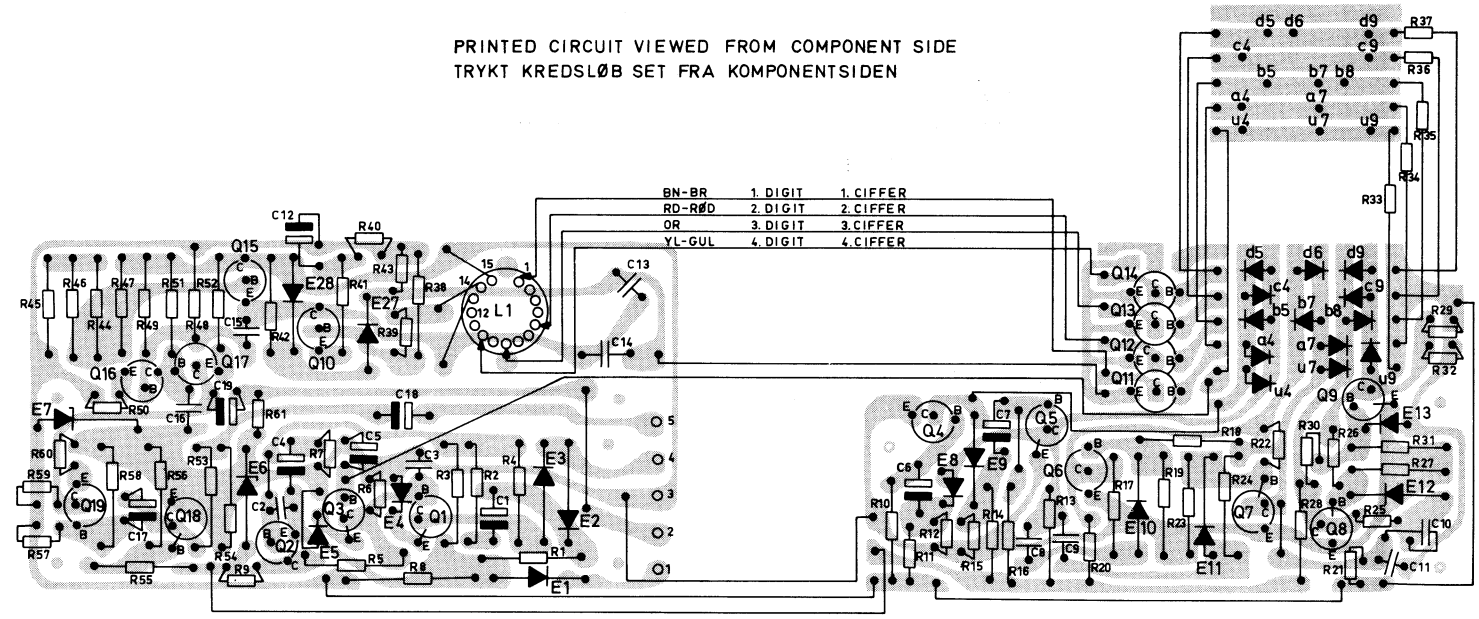 PRINTED CIRCUIT VIEWED FROM COMPONENT SIDE
TRYKT KREDSLØB SET FRA KOMPONENTSIDEN
d5 d6 d9 R37
c4 c9
R36
b5 b7 b8
a4 a7
u4 u7 u9
R35
R34
R33
BN-BR 1. DIGIT 1. CIFFER
RD-RØD 2. DIGIT 2. CIFFER
OR 3. DIGIT 3. CIFFER
YL-GUL 4. DIGIT 4. CIFFER
C12
R40
Q15
R43
15
1
14
12
L1
C13
C14
R45
R46
R44
R47
R49
R51
R48
R52
C
B
E
C15
R42
E28
C
B
E
Q10
R41
E27
R39
R38
Q16
E C
B
B E
C
Q17
R50
C16
C19
R61
C18
E7
R60
R59
R57
E
C
B
Q19
R58
C17
R56
E
C
B
Q18
R55
R53
R54
R9
E6
C4
C2
C
E
B
Q2
R7
C5
B
C
E
Q3
E5
R5
R6
E4
C3
B
C
E
Q1
R8
R3
R2
C1
R4
E3
E2
R1
E1
5
4
3
2
1
Q14
E C B
Q13
E C B
Q12
E C B
Q11
E C B
d5 d6 d9
c4 c9
b5 b7 b8
a4 a7
u7
u4 u9
R29
R32
Q9
C
B
E
E13
R31
R27
E12
R25
C10
C11
R21
E
C
B
Q4
C7
E9
E8
C6
R10
R11
R12
R15
R14
R16
C8
B
C
E
Q5
R13
C9
R20
B
C
E
Q6
R17
E10
R18
R19
R23
E11
R24
B
C
E
Q7
R22
R30
R26
R28
E
C
B
Q8